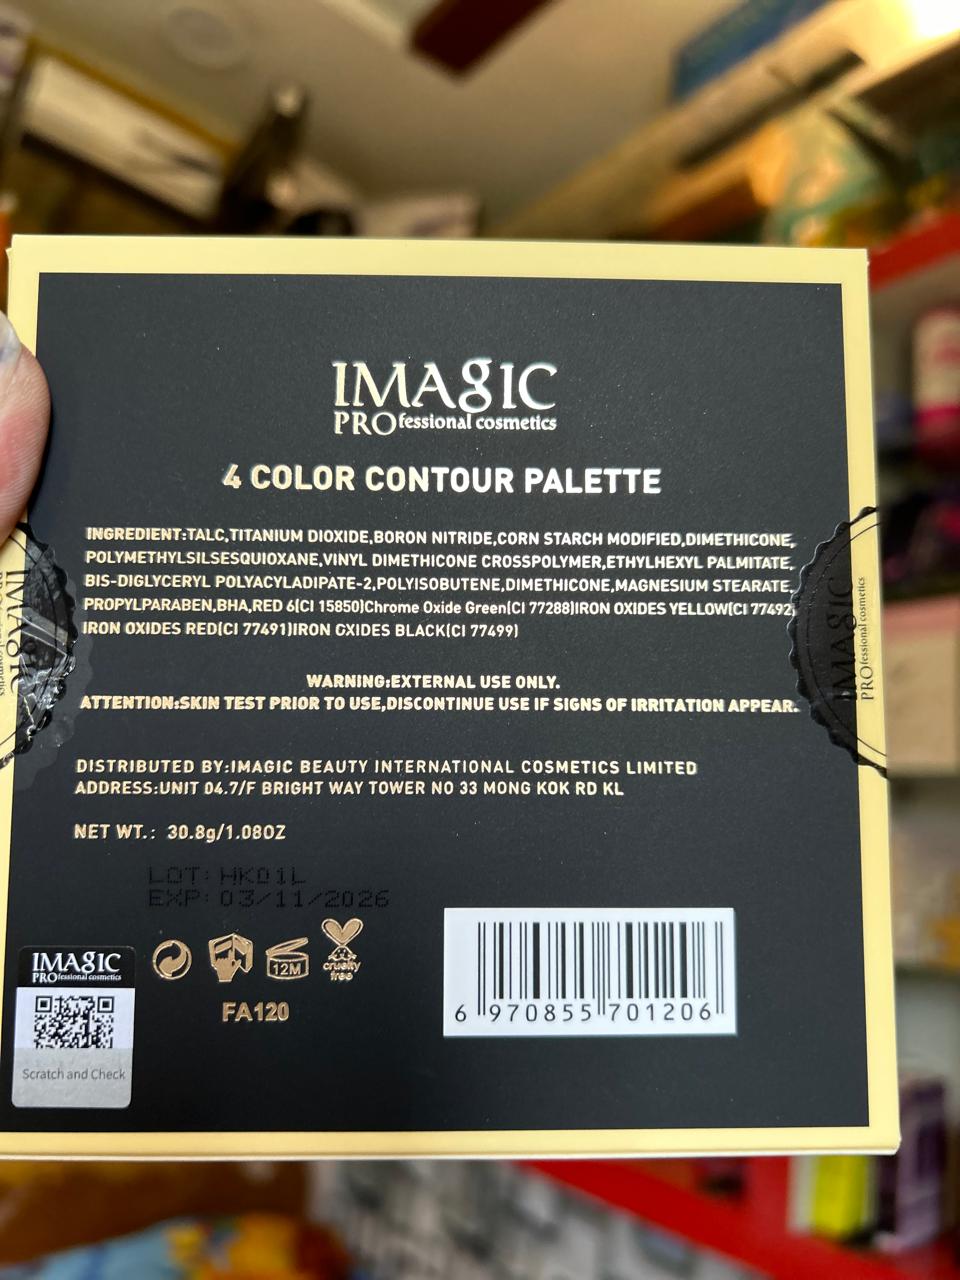 IMAGIC
PROfessional cosmetics
4 COLOR CONTOUR PALETTE
INGREDIENT:TALC,TITANIUM DIOXIDE,BORON NITRIDE,CORN STARCH MODIFIED,DIMETHICONE,
POLYMETHYLSILSESQUIOXANE,VINYL DIMETHICONE CROSSPOLYMER,ETHYLHEXYL PALMITATE,
BIS-DIGLYCERYL POLYACYLADIPATE-2,POLYISOBUTENE,DIMETHICONE,MAGNESIUM STEARATE,
PROPYLPARABEN,BHA,RED 6(CI 15850)Chrome Oxide Green(CI 77288)IRON OXIDES YELLOW(CI 77492)
IRON OXIDES RED(CI 77491)IRON OXIDES BLACK(CI 77499)
WARNING:EXTERNAL USE ONLY.
ATTENTION:SKIN TEST PRIOR TO USE,DISCONTINUE USE IF SIGNS OF IRRITATION APPEAR.
DISTRIBUTED BY:IMAGIC BEAUTY INTERNATIONAL COSMETICS LIMITED
ADDRESS:UNIT 04.7/F BRIGHT WAY TOWER NO 33 MONG KOK RD KL
NET WT.: 30.8g/1.08OZ
LOT: HK01L
EXP: 03/11/2026
12M
cruelty
free
FA120
6 970855 701206
IMAGIC
PROfessional cosmetics
Scratch and Check
IMAGIC
PROfessional cosmetics
IMAGIC